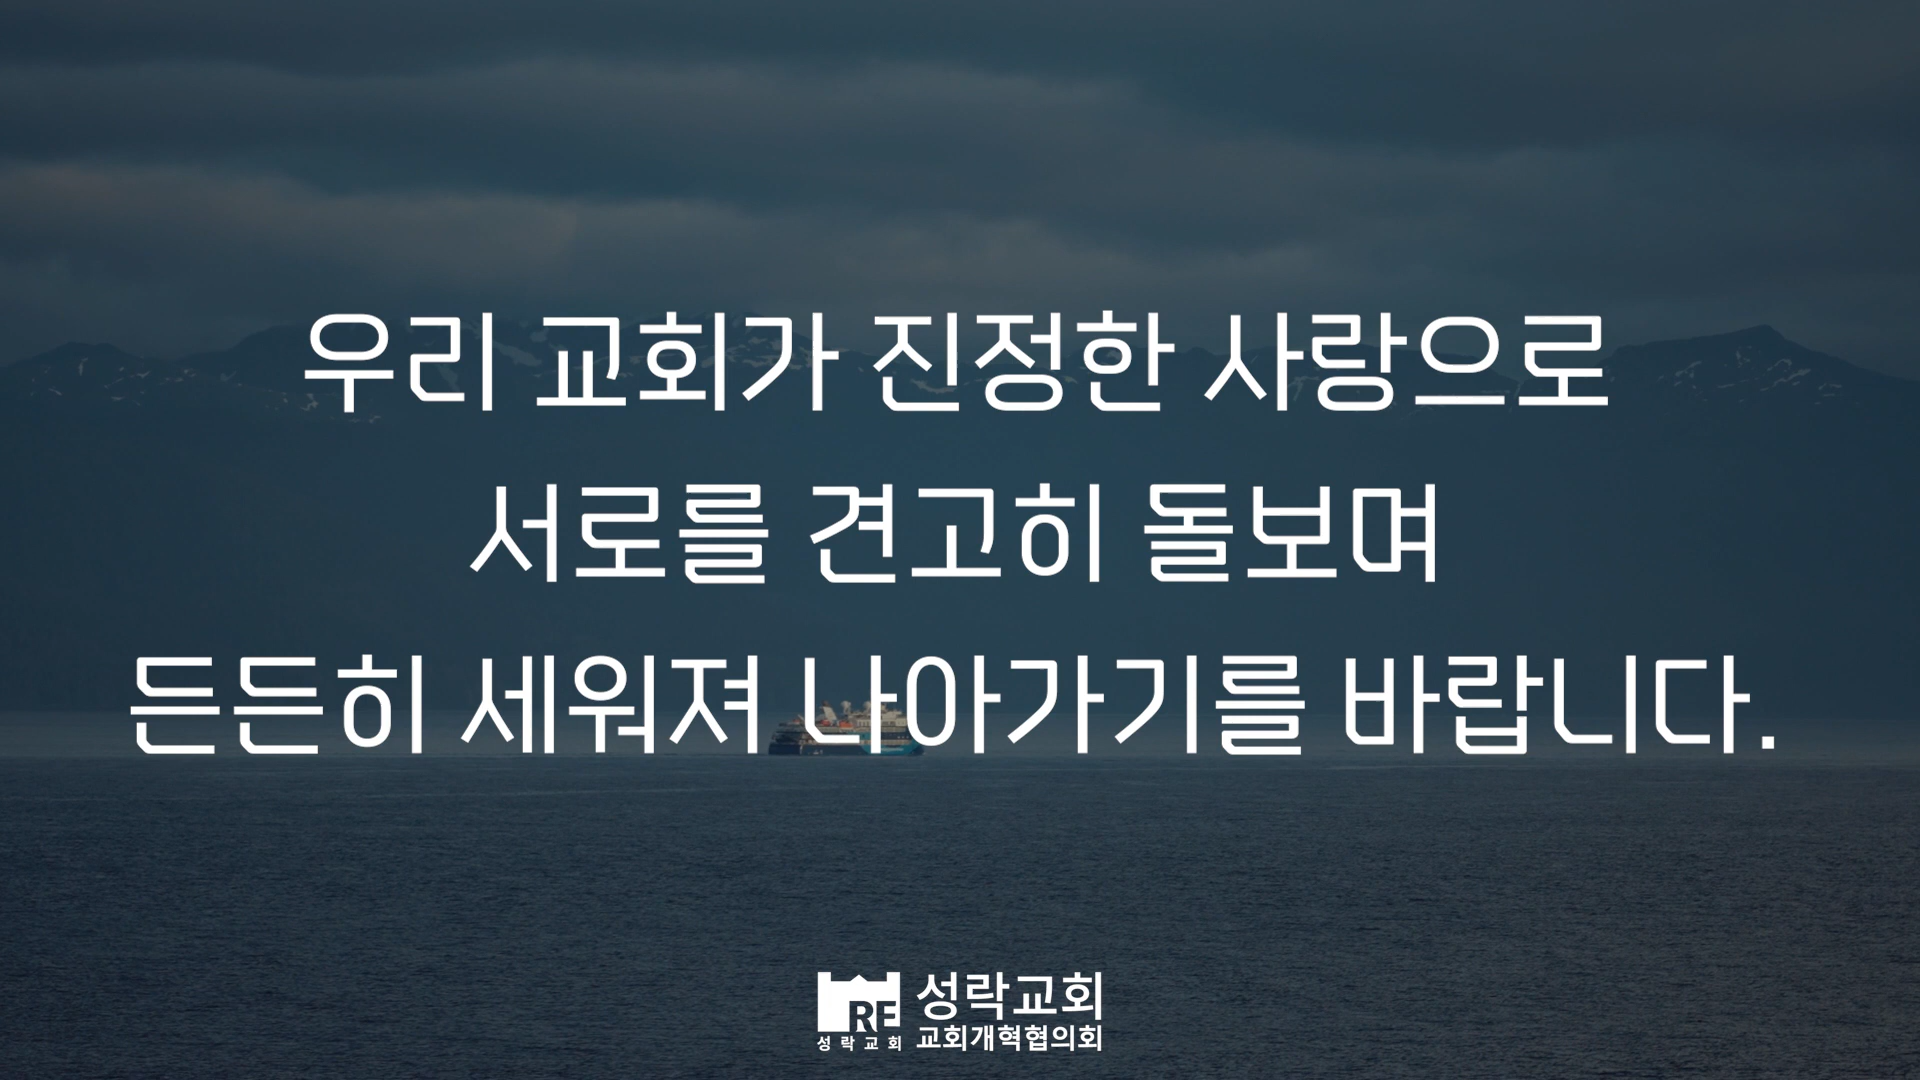 우리 교회가 진정한 사랑으로
서로를 견고히 돌보며
든든히 세워져 나아가기를 바랍니다.
RE
성락교회
성락교회
교회개혁협의회